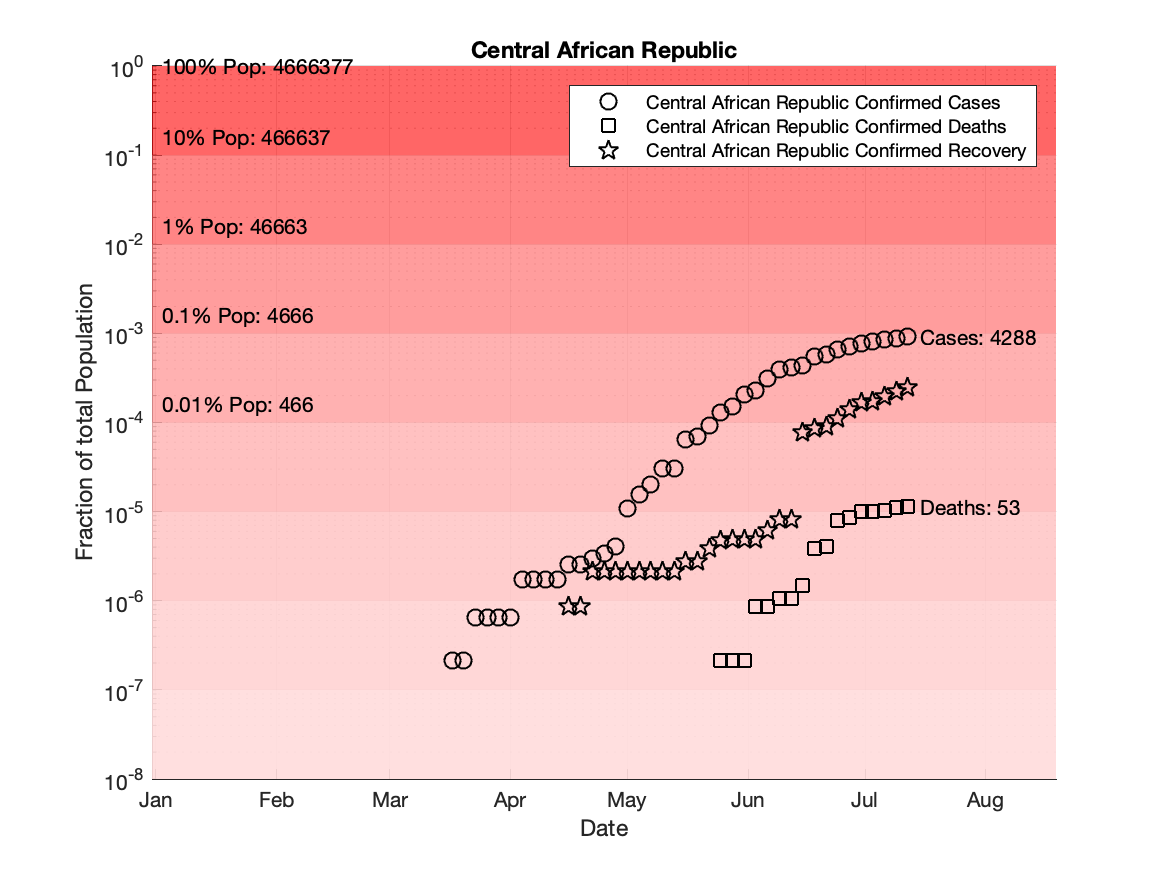 Central African Republic
10^0
100% Pop: 4666377
Central African Republic Confirmed Cases
Central African Republic Confirmed Deaths
Central African Republic Confirmed Recovery
10% Pop: 466637
10^-1
1% Pop: 46663
10^-2
0.1% Pop: 4666
10^-3
Cases: 4288
0.01% Pop: 466
10^-4
10^-5
Deaths: 53
10^-6
10^-7
10^-8
Fraction of total Population
Jan Feb Mar Apr May Jun Jul Aug
Date